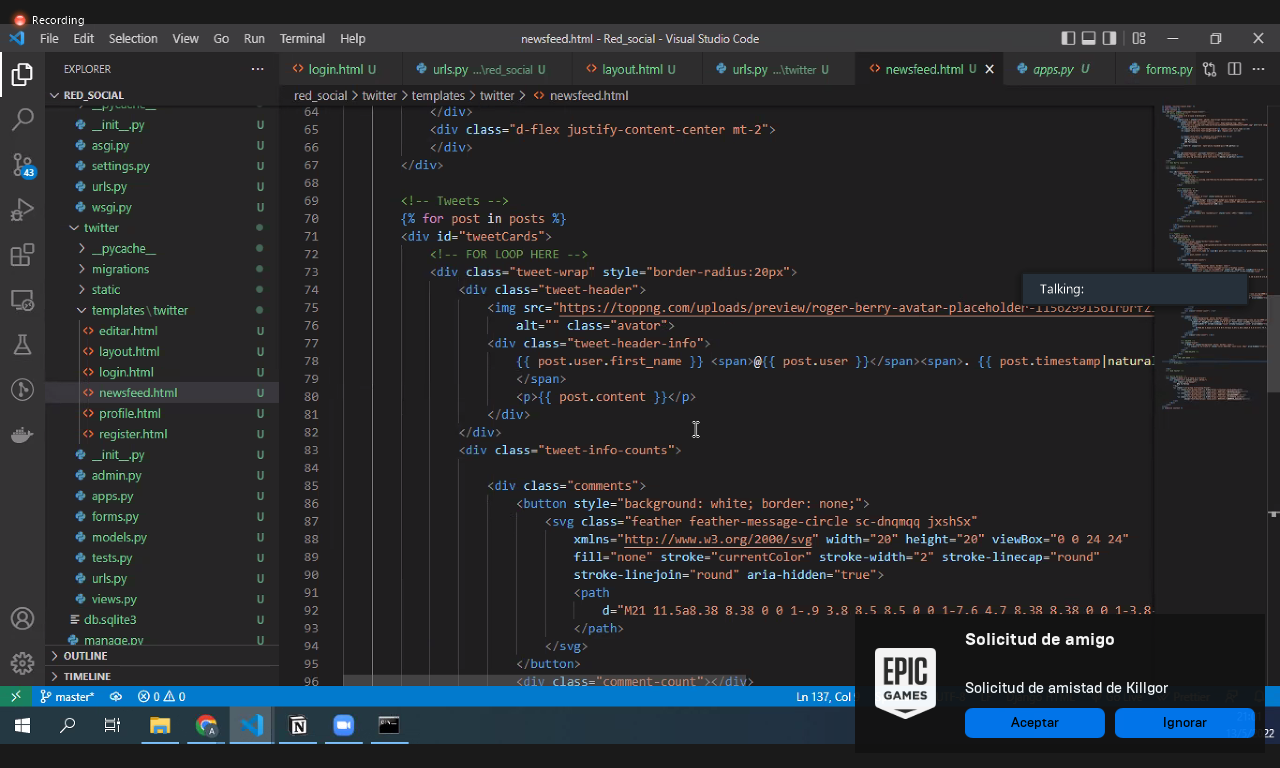 Recording
File Edit Selection View Go Run Terminal Help
newsfeed.html - Red_social - Visual Studio Code
EXPLORER
login.html U
urls.py ...\red_social U
layout.html U
urls.py ...\twitter U
newsfeed.html U
apps.py U
forms.py
RED_SOCIAL
red_social > twitter > templates > twitter > newsfeed.html
__pycache__
__init__.py U
asgi.py U
settings.py U
urls.py U
wsgi.py U
twitter
__pycache__
migrations
static
templates\twitter
editar.html U
layout.html U
login.html U
newsfeed.html U
profile.html U
register.html U
__init__.py U
admin.py U
apps.py U
forms.py U
models.py U
tests.py U
urls.py U
views.py U
db.sqlite3 U
manage.py U
OUTLINE
TIMELINE
43
64 </div>
65 <div class="d-flex justify-content-center mt-2">
66 </div>
67 </div>
68
69 <!-- Tweets -->
70 {% for post in posts %}
71 <div id="tweetCards">
72 <!-- FOR LOOP HERE -->
73 <div class="tweet-wrap" style="border-radius:20px">
74 <div class="tweet-header">
75 <img src="https://toppng.com/uploads/preview/roger-berry-avatar-placeholder-
76 alt="" class="avator">
77 <div class="tweet-header-info">
78 {{ post.user.first_name }} <span>@{{ post.user }}</span><span>. {{ post.timestamp|natural
79 </span>
80 <p>{{ post.content }}</p>
81 </div>
82 </div>
83 <div class="tweet-info-counts">
84
85 <div class="comments">
86 <button style="background: white; border: none;">
87 <svg class="feather feather-message-circle sc-dnqmqq jxshSx"
88 xmlns="http://www.w3.org/2000/svg" width="20" height="20" viewBox="0 0 24 24"
89 fill="none" stroke="currentColor" stroke-width="2" stroke-linecap="round"
90 stroke-linejoin="round" aria-hidden="true">
91 <path
92 d="M21 11.5a8.38 8.38 0 0 1-.9 3.8 8.5 8.5 0 0 1-7.6 4.7 8.38 8.38 0 0 1-3.8-
93 </path>
94 </svg>
95 </button>
96 <div class="comment-count"></div>
Talking:
Solicitud de amigo
EPIC
GAMES
Solicitud de amistad de Killgor
Aceptar
Ignorar
master* 0 0
Ln 137, Col
22